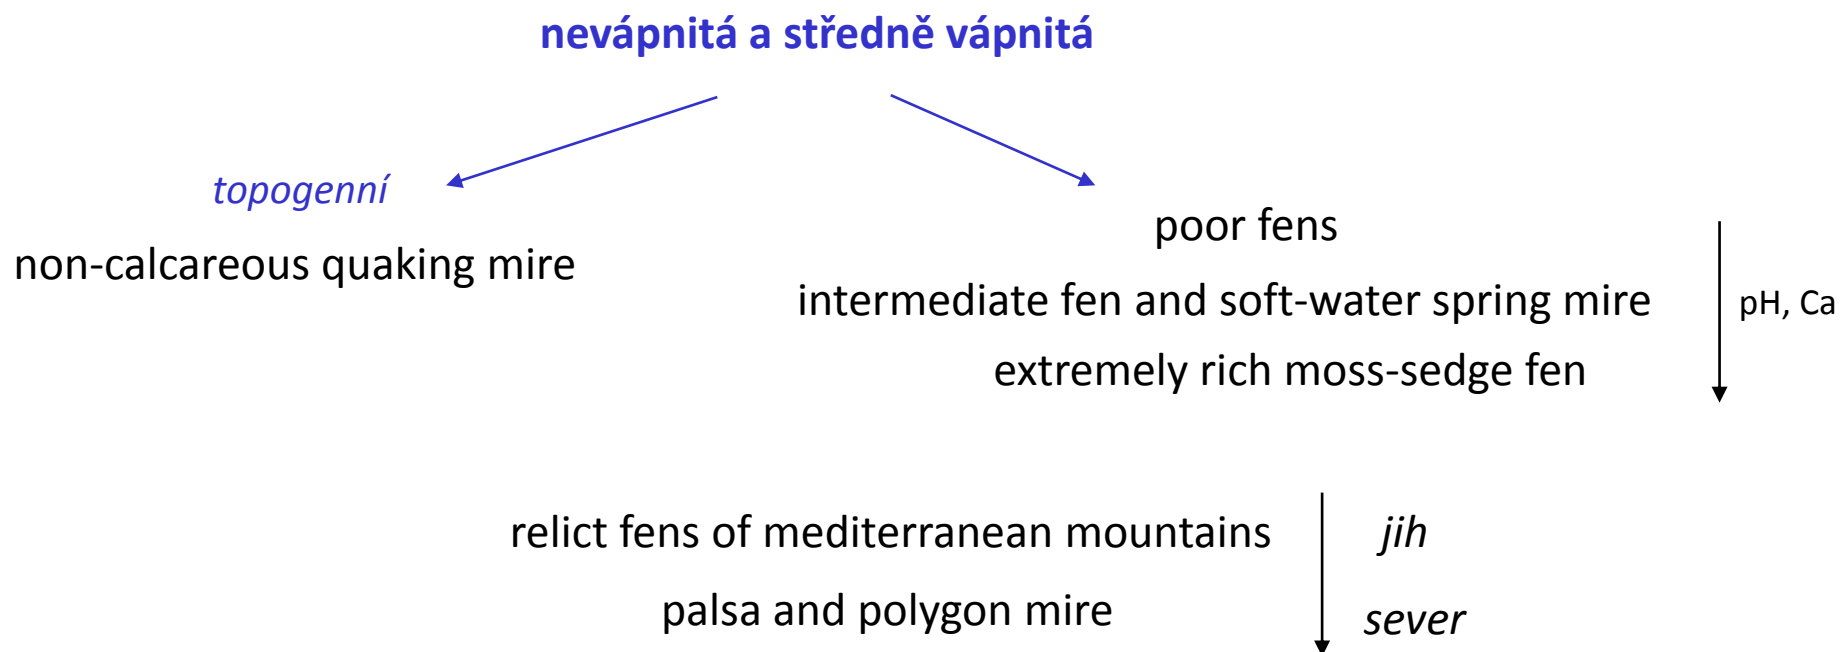 nevápnitá a středně vápnitá
topogenní
non-calcareous quaking mire
poor fens
intermediate fen and soft-water spring mire
extremely rich moss-sedge fen
pH, Ca
relict fens of mediterranean mountains
jih
palsa and polygon mire
sever